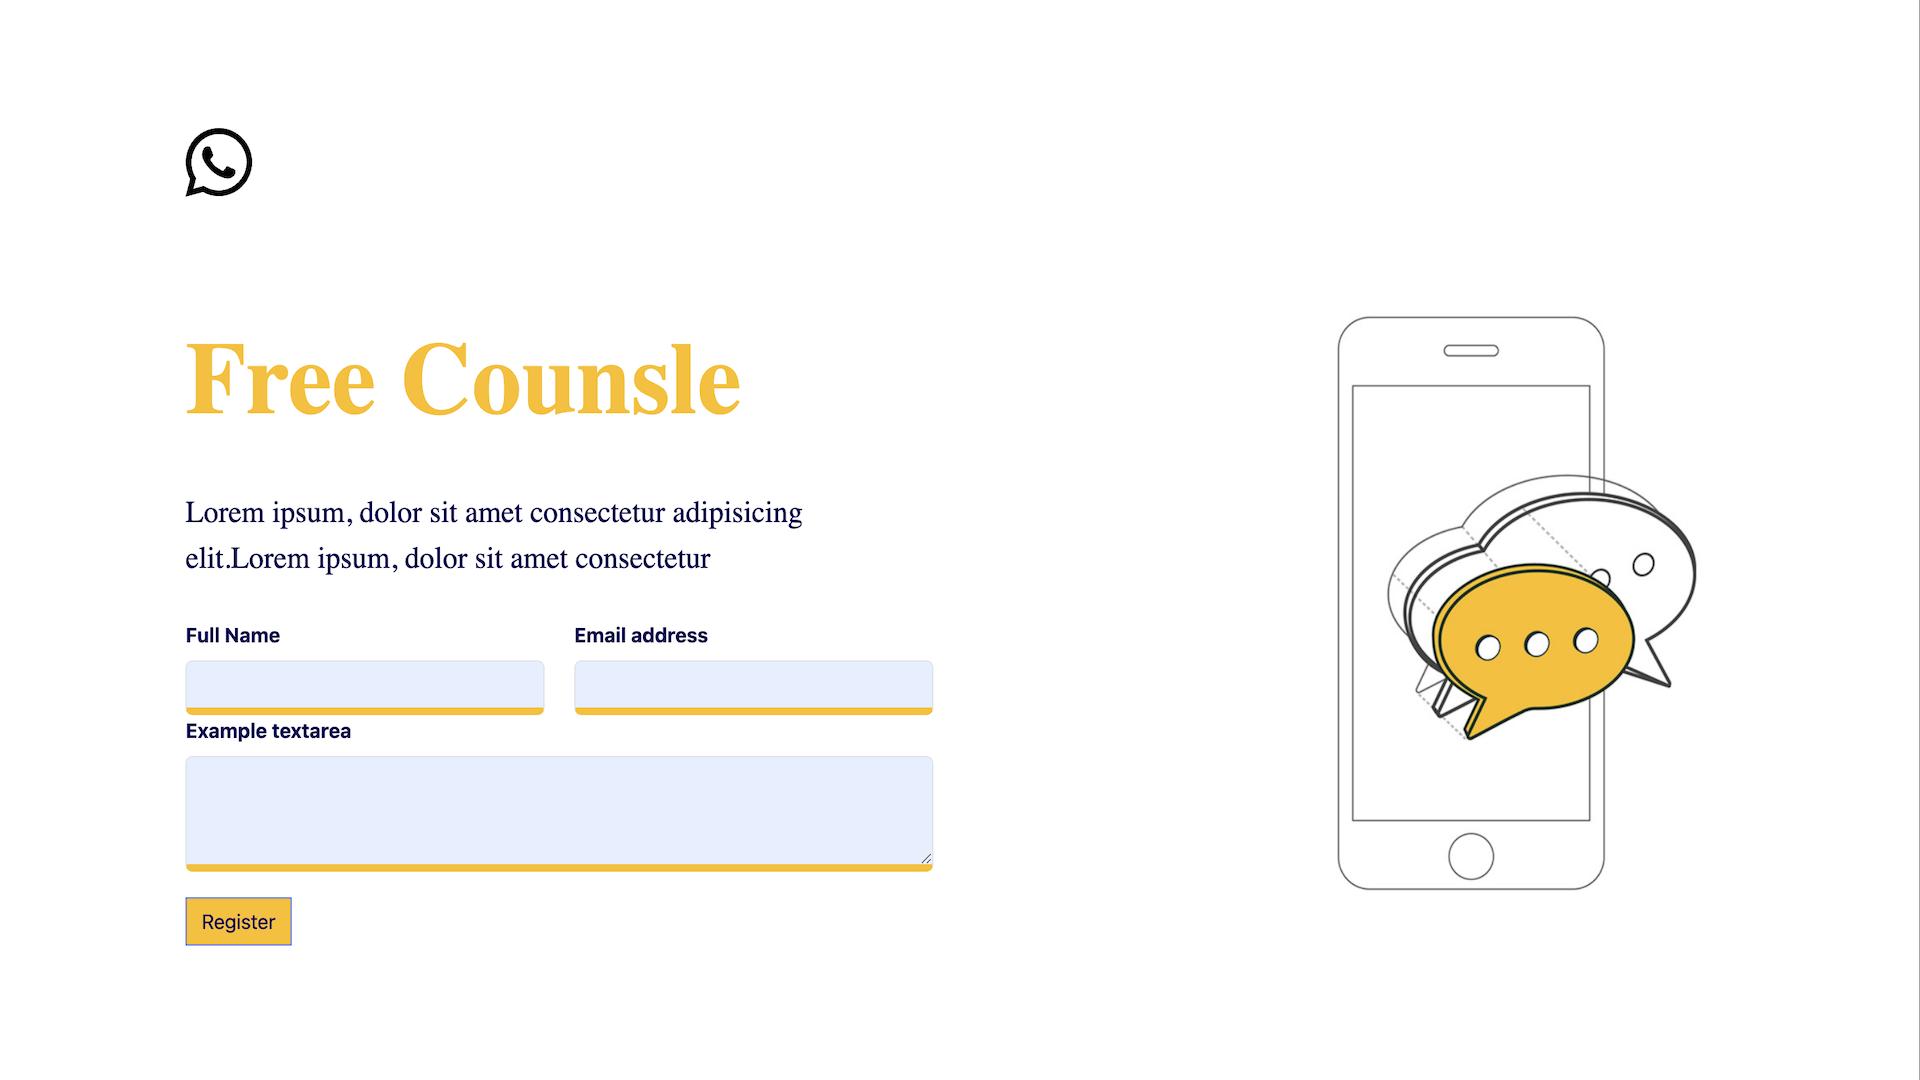 Free Counsle
Lorem ipsum, dolor sit amet consectetur adipisicing
elit.Lorem ipsum, dolor sit amet consectetur
Full Name
Email address
Example textarea
Register